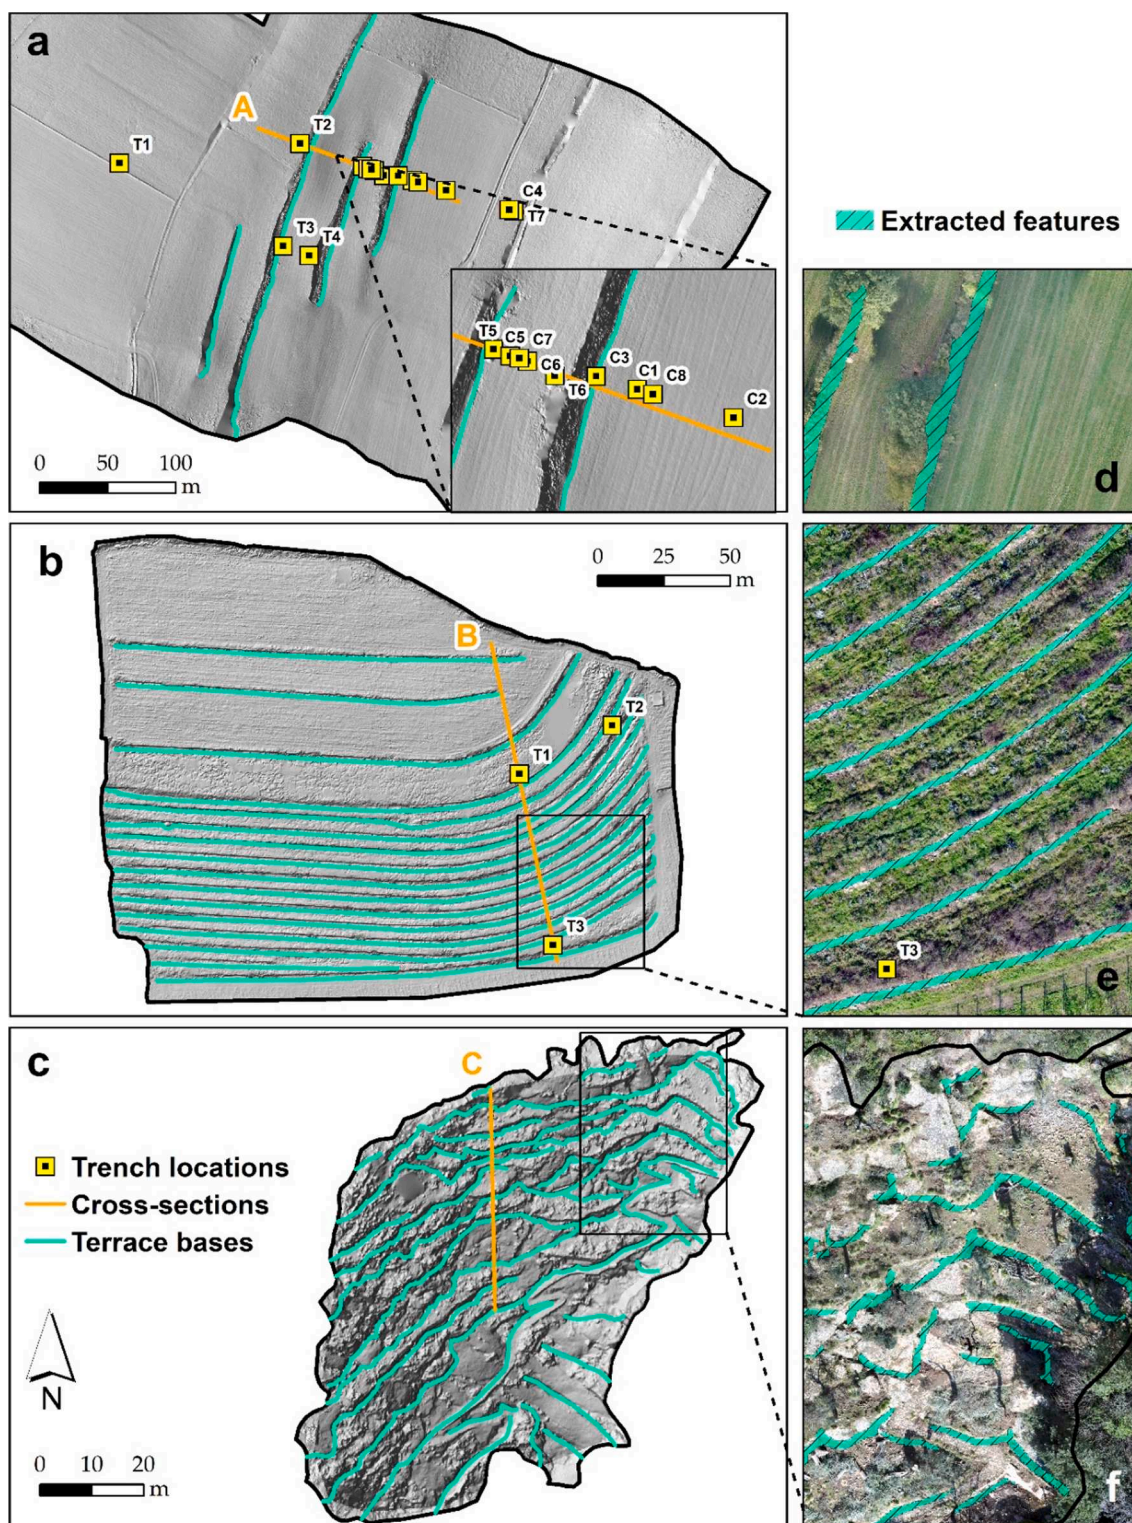 a
A
T1
T2
T3
T4
C4
T7
T5
C5
C7
C6
T6
C3
C1
C8
C2
0 50 100
m
Extracted features
d
b
0 25 50
m
B
T2
T1
T3
T3
e
c
C
Trench locations
Cross-sections
Terrace bases
N
0 10 20
m
f